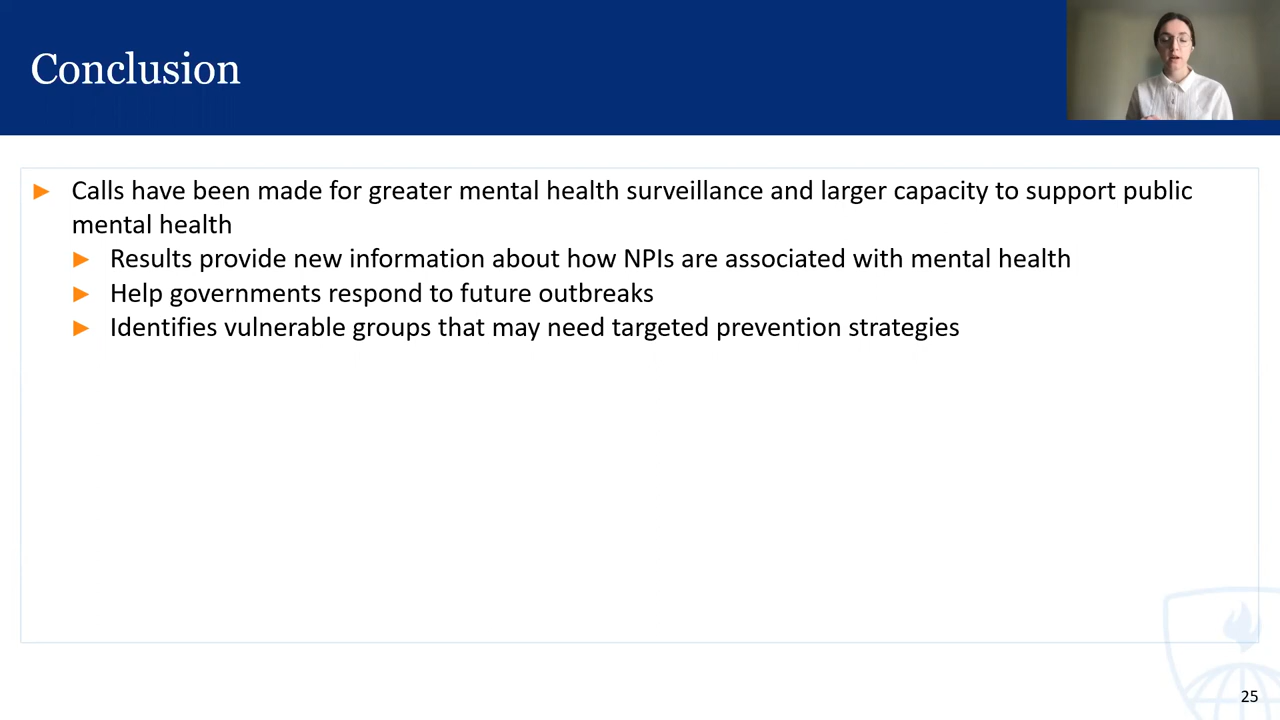 Conclusion
► Calls have been made for greater mental health surveillance and larger capacity to support public
mental health
► Results provide new information about how NPIs are associated with mental health
► Help governments respond to future outbreaks
► Identifies vulnerable groups that may need targeted prevention strategies
25